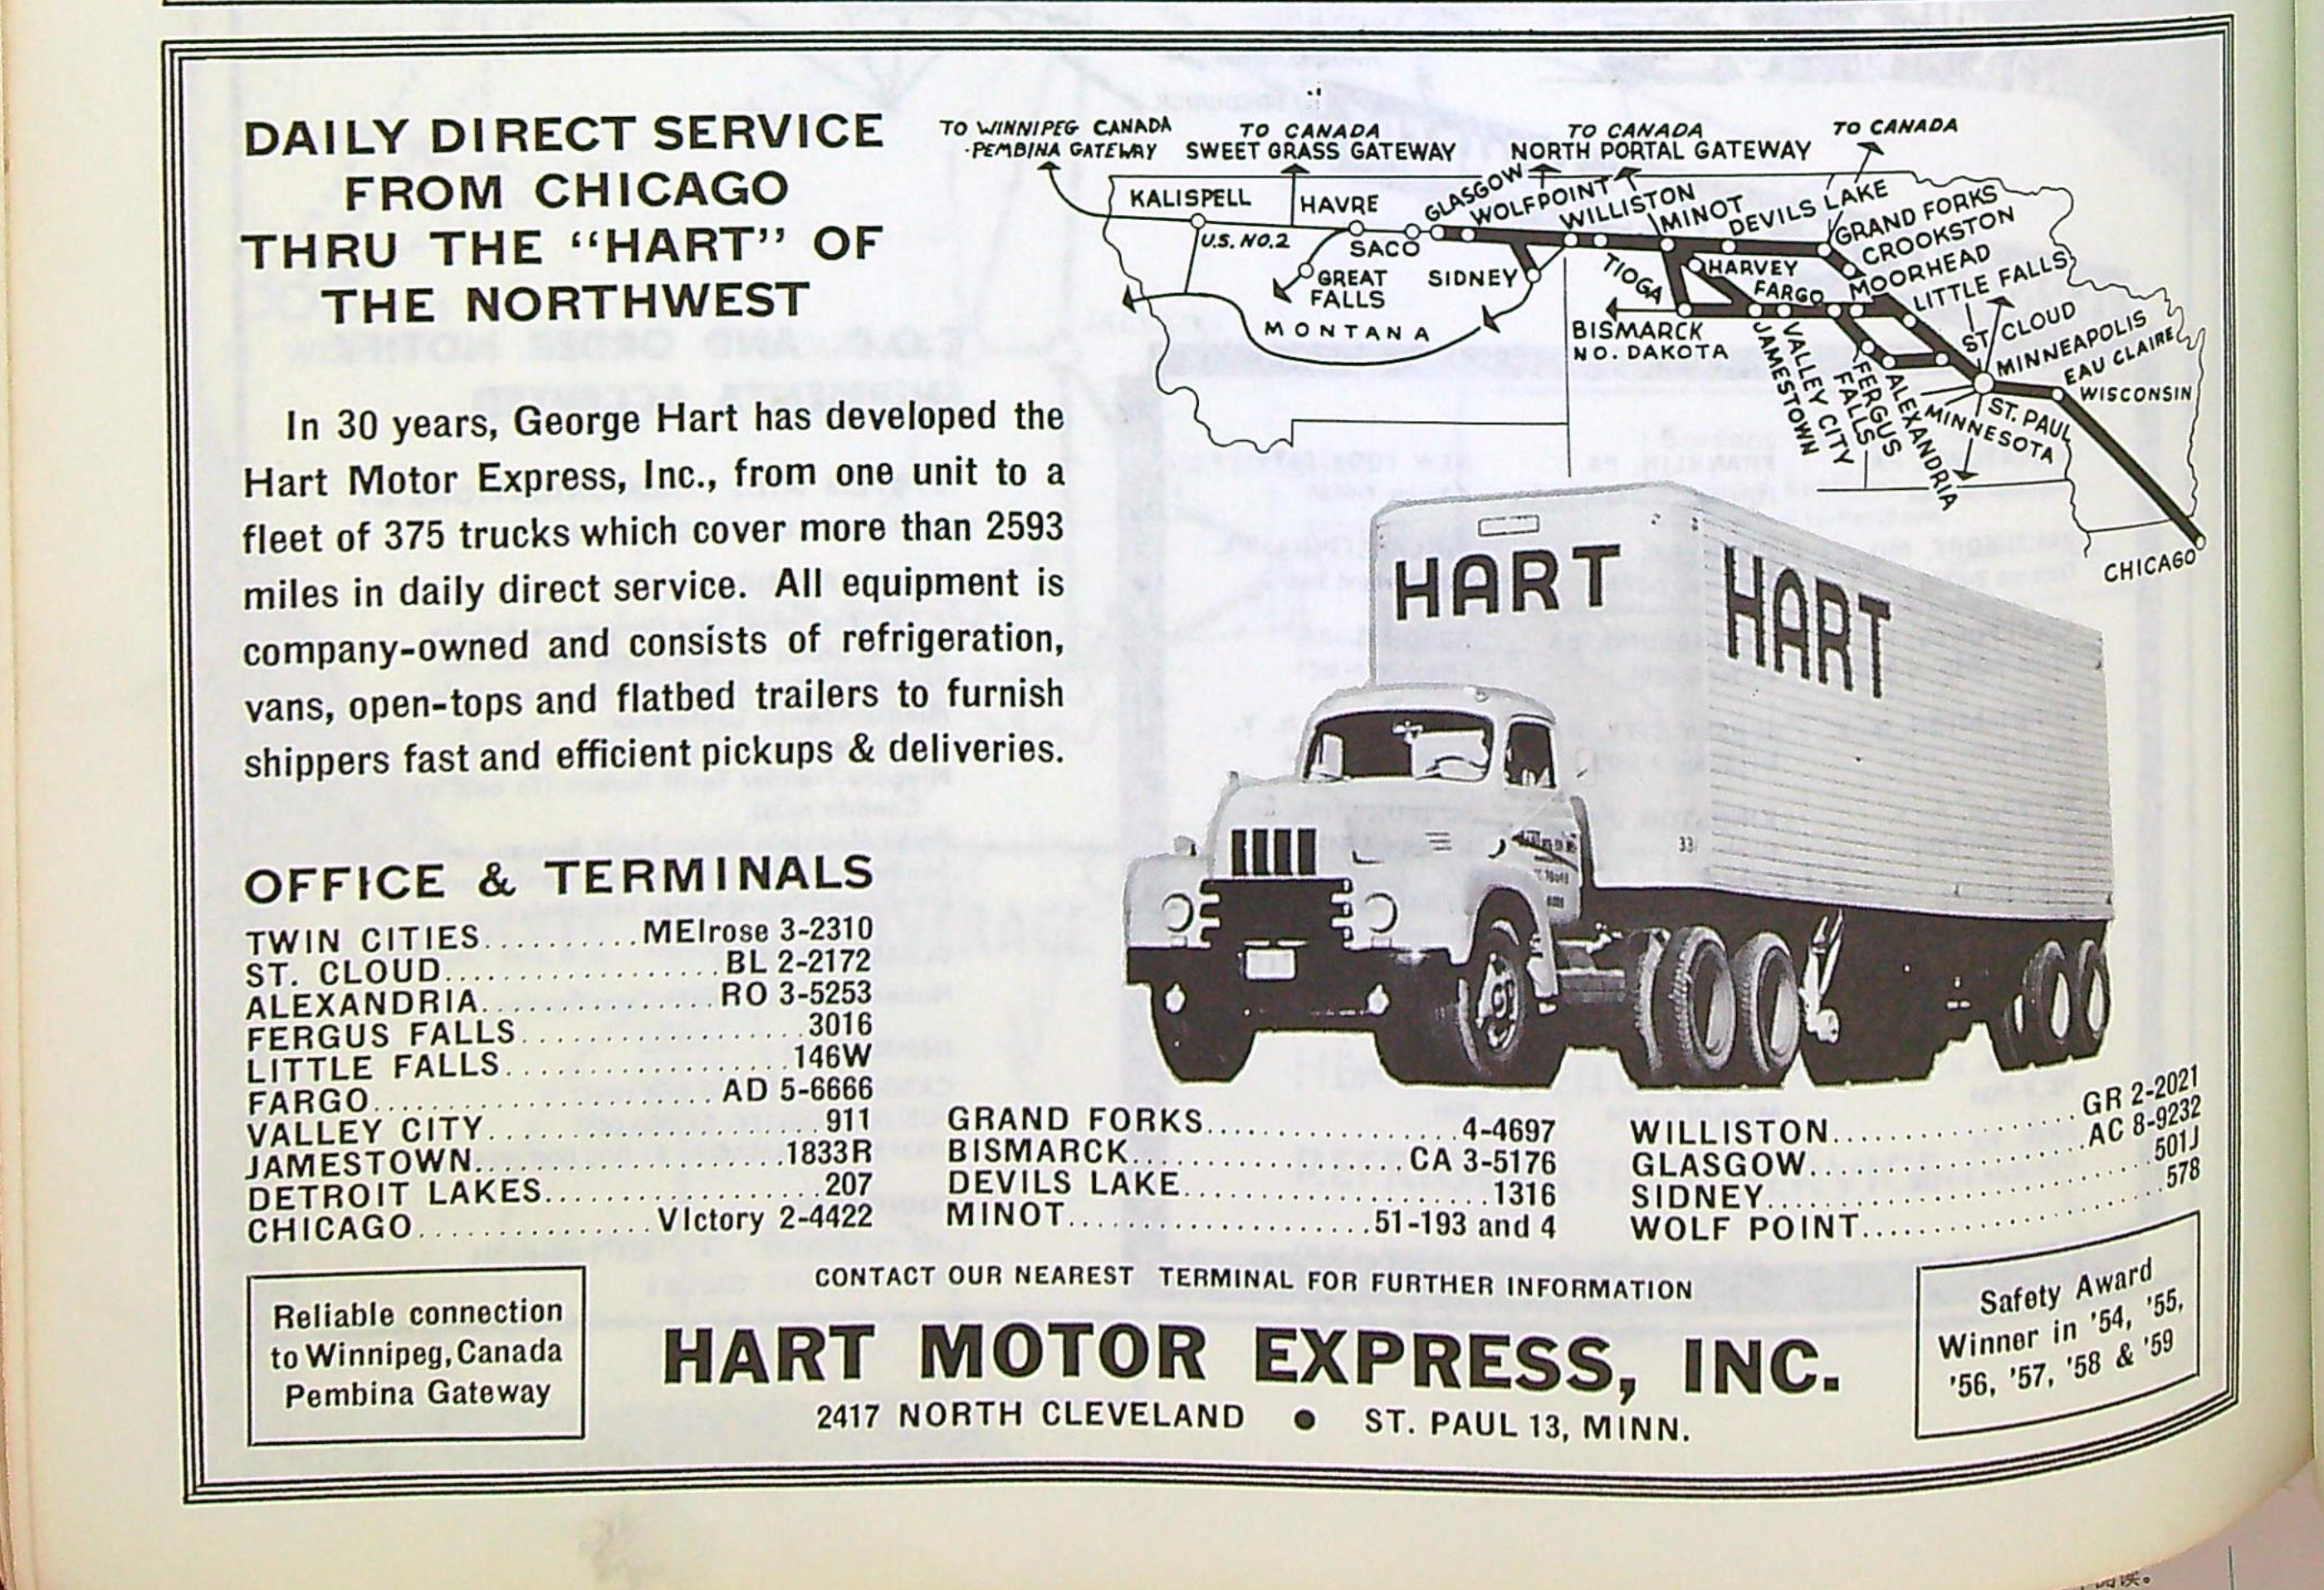 DAILY DIRECT SERVICE
FROM CHICAGO
THRU THE "HART" OF
THE NORTHWEST
In 30 years, George Hart has developed the
Hart Motor Express, Inc., from one unit to a
fleet of 375 trucks which cover more than 2593
miles in daily direct service. All equipment is
company-owned and consists of refrigeration,
vans, open-tops and flatbed trailers to furnish
shippers fast and efficient pickups & deliveries.
TO WINNIPEG CANADA
-PEMBINA GATEWAY
TO CANADA
SWEET GRASS GATEWAY
TO CANADA
NORTH PORTAL GATEWAY
TO CANADA
KALISPELL
HAVRE
U.S. NO.2
SACO
GLASGOW
WOLFPOINT
WILLISTON
MINOT
DEVILS LAKE
GRAND FORKS
CROOKSTON
MOORHEAD
LITTLE FALLS
GREAT
FALLS
SIDNEY
TIOGA
HARVEY
FARGO
MONTANA
BISMARCK
NO. DAKOTA
JAMESTOWN
VALLEY CITY
FERGUS
FALLS
ALEXANDRIA
ST. CLOUD
MINNEAPOLIS
EAU CLAIRE
WISCONSIN
ST. PAUL
MINNESOTA
CHICAGO
HART
HART
33
OFFICE & TERMINALS
TWIN CITIES..........MElrose 3-2310
ST. CLOUD.................BL 2-2172
ALEXANDRIA..............RO 3-5253
FERGUS FALLS..................3016
LITTLE FALLS..................146W
FARGO......................AD 5-6666
VALLEY CITY.....................911
JAMESTOWN...................1833R
DETROIT LAKES.................207
CHICAGO..............VIctory 2-4422
GRAND FORKS................4-4697
BISMARCK.................CA 3-5176
DEVILS LAKE...................1316
MINOT...................51-193 and 4
WILLISTON................GR 2-2021
GLASGOW.................AC 8-9232
SIDNEY........................501J
WOLF POINT...................578
CONTACT OUR NEAREST TERMINAL FOR FURTHER INFORMATION
Reliable connection
to Winnipeg, Canada
Pembina Gateway
HART MOTOR EXPRESS, INC.
2417 NORTH CLEVELAND ● ST. PAUL 13, MINN.
Safety Award
Winner in '54, '55,
'56, '57, '58 & '59